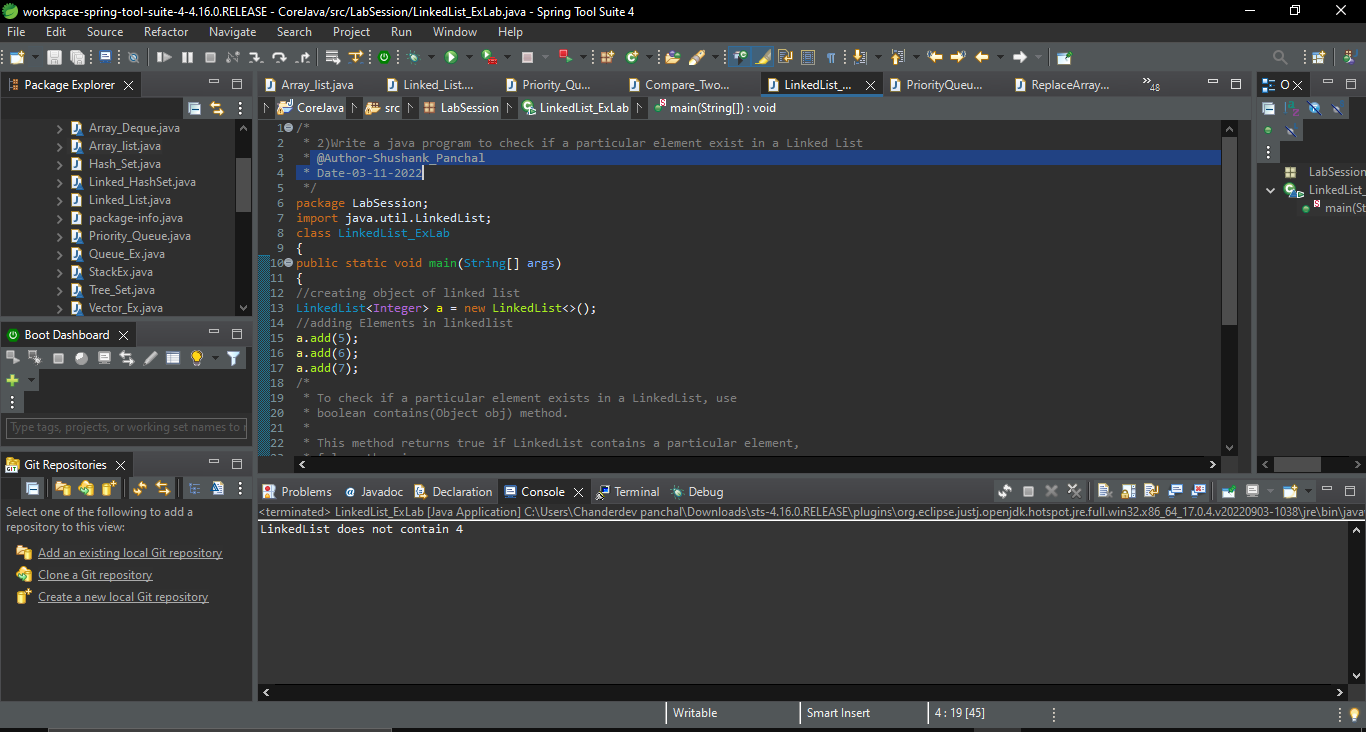 workspace-spring-tool-suite-4-4.16.0.RELEASE - CoreJava/src/LabSession/LinkedList_ExLab.java - Spring Tool Suite 4
File Edit Source Refactor Navigate Search Project Run Window Help
Package Explorer
Array_list.java Linked_List.... Priority_Qu... Compare_Two... LinkedList_... PriorityQueu... ReplaceArray... »48
O
CoreJava src LabSession LinkedList_ExLab main(String[]) : void
Array_Deque.java
Array_list.java
Hash_Set.java
Linked_HashSet.java
Linked_List.java
package-info.java
Priority_Queue.java
Queue_Ex.java
StackEx.java
Tree_Set.java
Vector_Ex.java
1 /*
2 * 2)Write a java program to check if a particular element exist in a Linked List
3 * @Author-Shushank_Panchal
4 * Date-03-11-2022
5 */
6 package LabSession;
7 import java.util.LinkedList;
8 class LinkedList_ExLab
9 {
10 public static void main(String[] args)
11 {
12 //creating object of linked list
13 LinkedList<Integer> a = new LinkedList<>();
14 //adding Elements in linkedlist
15 a.add(5);
16 a.add(6);
17 a.add(7);
18 /*
19 * To check if a particular element exists in a LinkedList, use
20 * boolean contains(Object obj) method.
21 *
22 * This method returns true if LinkedList contains a particular element,
LabSession
LinkedList_
main(St
Boot Dashboard
Type tags, projects, or working set names to
Git Repositories
Select one of the following to add a
repository to this view:
Add an existing local Git repository
Clone a Git repository
Create a new local Git repository
Problems Javadoc Declaration Console Terminal Debug
<terminated> LinkedList_ExLab [Java Application] C:\Users\Chanderdev panchal\Downloads\sts-4.16.0.RELEASE\plugins\org.eclipse.justj.openjdk.hotspot.jre.full.win32.x86_64_17.0.4.v20220903-1038\jre\bin\java
LinkedList does not contain 4
Writable Smart Insert 4 : 19 [45]